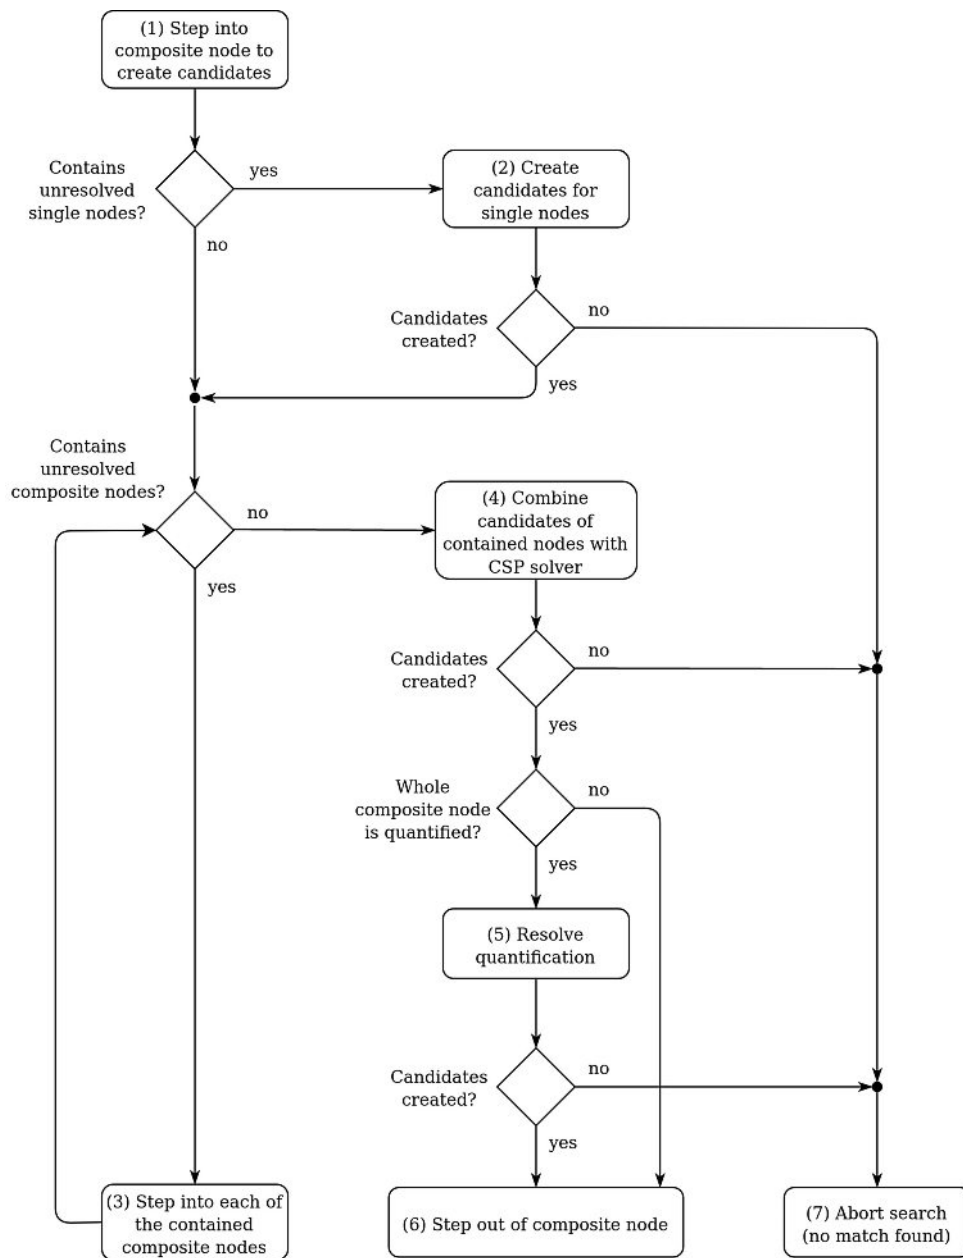 (1) Step into
composite node to
create candidates
Contains
unresolved
single nodes?
yes
no
(2) Create
candidates for
single nodes
Candidates
created?
no
yes
Contains
unresolved
composite nodes?
no
yes
(4) Combine
candidates of
contained nodes with
CSP solver
Candidates
created?
no
yes
Whole
composite node
is quantified?
no
yes
(5) Resolve
quantification
Candidates
created?
no
yes
(3) Step into each of
the contained
composite nodes
(6) Step out of composite node
(7) Abort search
(no match found)